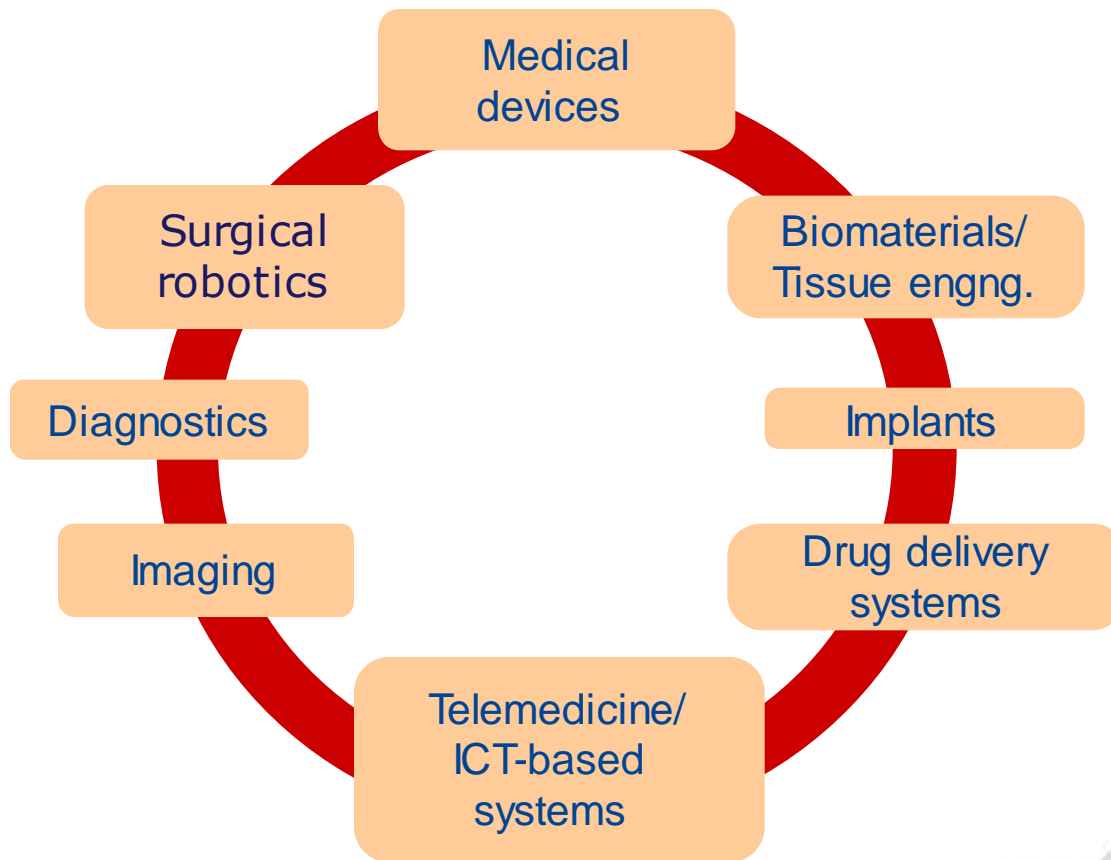 Medical
devices
Surgical
robotics
Biomaterials/
Tissue engng.
Diagnostics
Implants
Imaging
Drug delivery
systems
Telemedicine/
ICT-based
systems